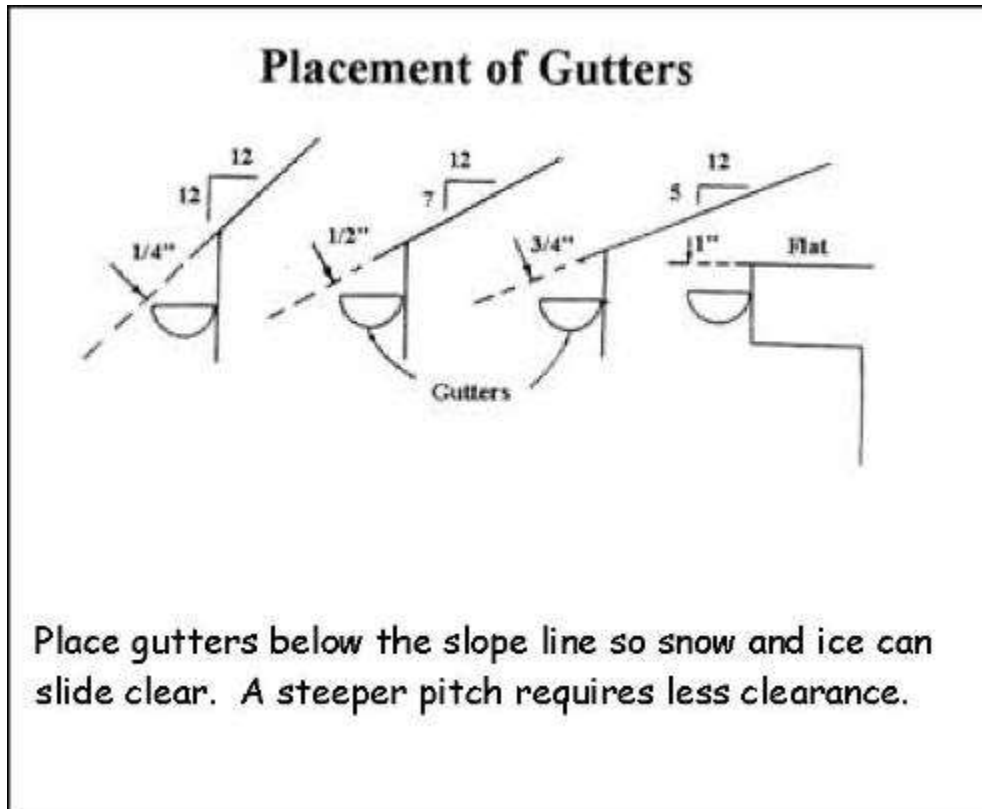 Placement of Gutters
12
12
1/4"
12
7
1/2"
12
5
3/4"
1"
Flat
Gutters
Place gutters below the slope line so snow and ice can
slide clear. A steeper pitch requires less clearance.